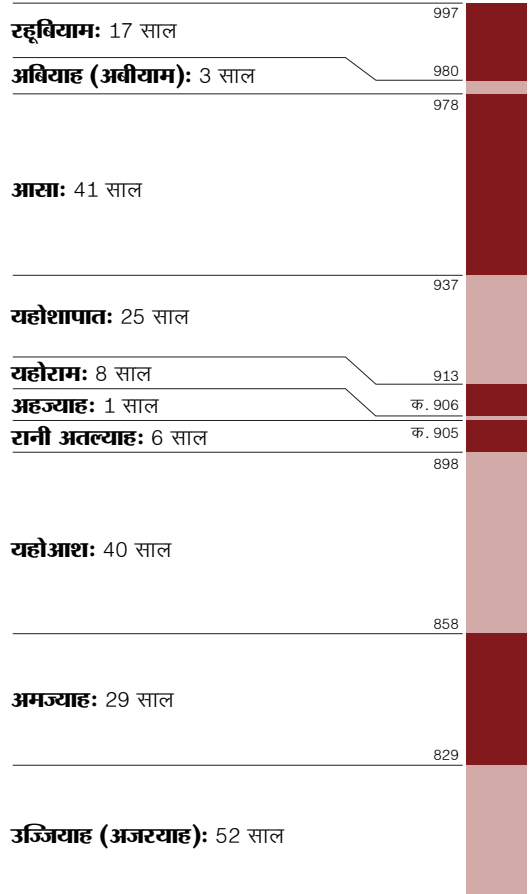 997
रहूबियाम: 17 साल
अबियाह (अबीयाम): 3 साल
980
978
आसा: 41 साल
937
यहोशापात: 25 साल
यहोराम: 8 साल
913
अहज्याह: 1 साल
क. 906
रानी अतल्याह: 6 साल
क. 905
898
यहोआश: 40 साल
858
अमज्याह: 29 साल
829
उज्जियाह (अजरयाह): 52 साल